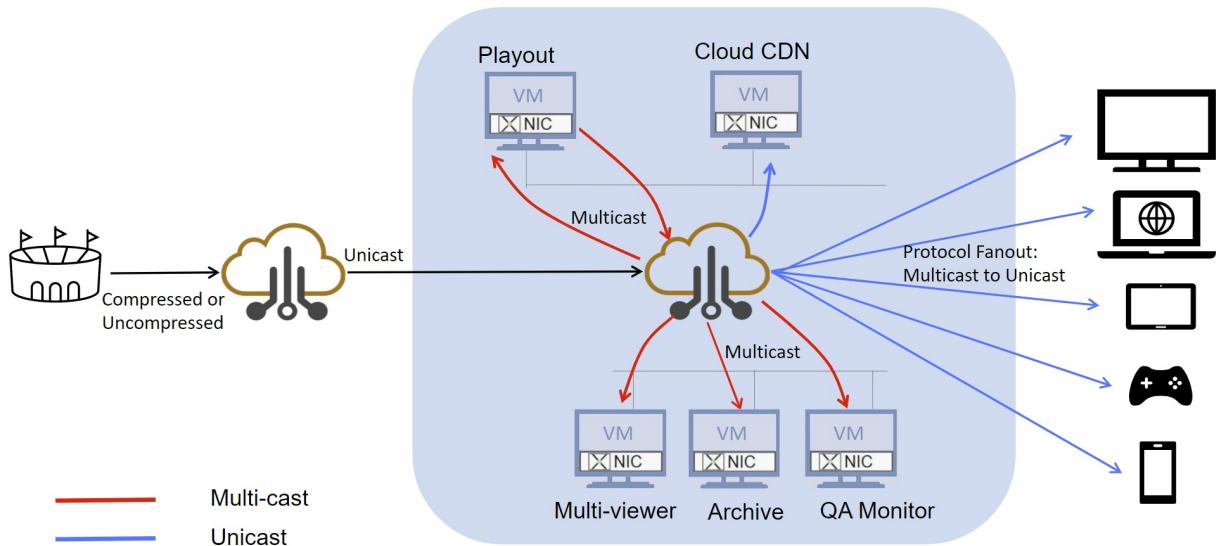 Playout
Cloud CDN
VM
NIC
VM
NIC
Multicast
Unicast
Compressed or
Uncompressed
Protocol Fanout:
Multicast to Unicast
Multicast
VM
NIC
VM
NIC
VM
NIC
Multi-viewer
Archive
QA Monitor
Multi-cast
Unicast